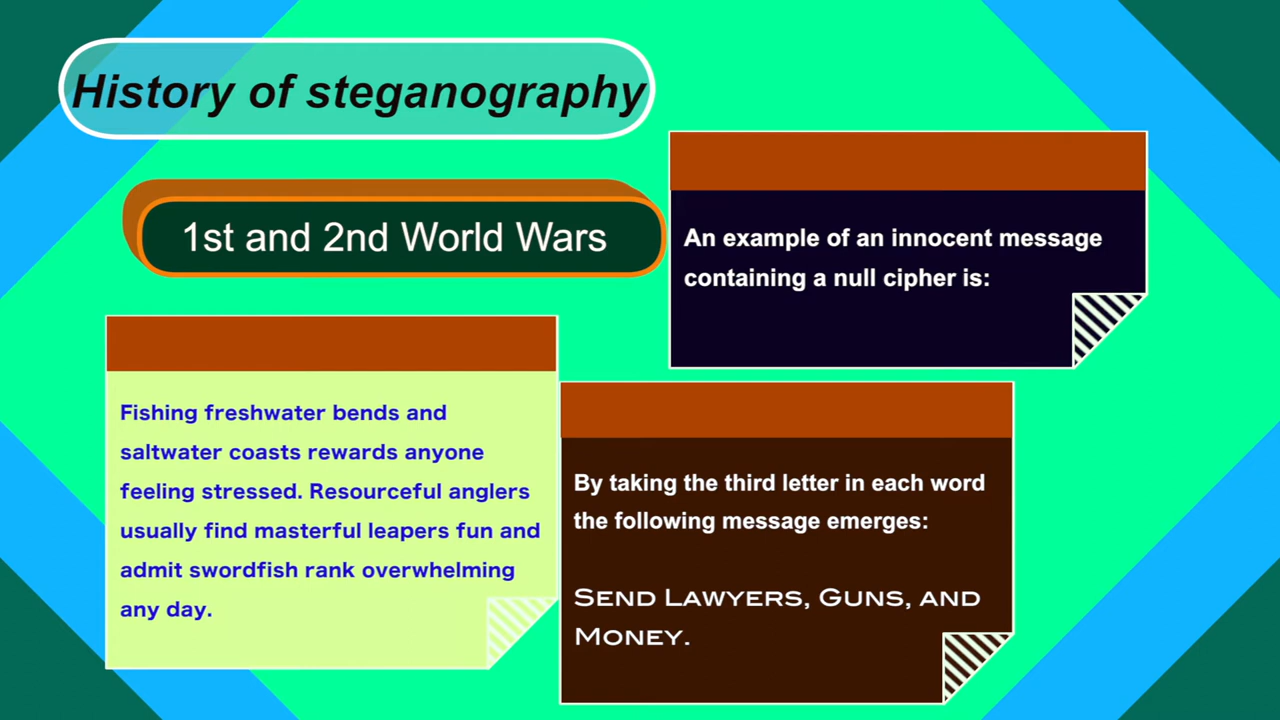 History of steganography
1st and 2nd World Wars
An example of an innocent message
containing a null cipher is:
Fishing freshwater bends and
saltwater coasts rewards anyone
feeling stressed. Resourceful anglers
usually find masterful leapers fun and
admit swordfish rank overwhelming
any day.
By taking the third letter in each word
the following message emerges:
Send Lawyers, Guns, and
Money.